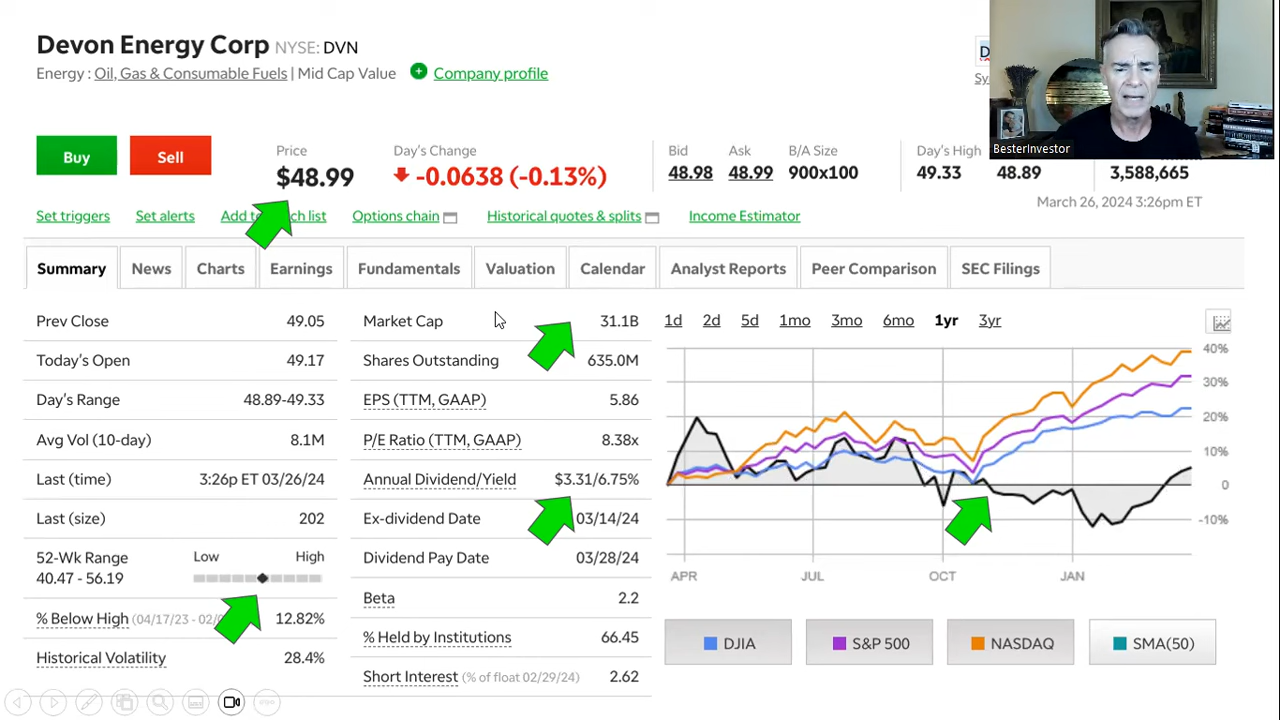 Devon Energy Corp NYSE: DVN
Energy : Oil, Gas & Consumable Fuels | Mid Cap Value Company profile
BesterInvestor
Buy
Sell
Price
$48.99
Day's Change
-0.0638 (-0.13%)
Bid
48.98
Ask
48.99
B/A Size
900x100
Day's High
49.33
48.89
3,588,665
March 26, 2024 3:26pm ET
Set triggers
Set alerts
Options chain
Historical quotes & splits
Income Estimator
Summary
News
Charts
Earnings
Fundamentals
Valuation
Calendar
Analyst Reports
Peer Comparison
SEC Filings
Prev Close 49.05
Today's Open 49.17
Day's Range 48.89-49.33
Avg Vol (10-day) 8.1M
Last (time) 3:26p ET 03/26/24
Last (size) 202
52-Wk Range Low High
40.47 - 56.19
% Below High (04/17/23 - 12.82%
Historical Volatility 28.4%
Market Cap 31.1B
Shares Outstanding 635.0M
EPS (TTM, GAAP) 5.86
P/E Ratio (TTM, GAAP) 8.38x
Annual Dividend/Yield $3.31/6.75%
Ex-dividend Date 03/14/24
Dividend Pay Date 03/28/24
Beta 2.2
% Held by Institutions 66.45
Short Interest (% of float 02/29/24) 2.62
1d 2d 5d 1mo 3mo 6mo 1yr 3yr
40%
30%
20%
10%
0
-10%
APR JUL OCT JAN
DJIA
S&P 500
NASDAQ
SMA(50)